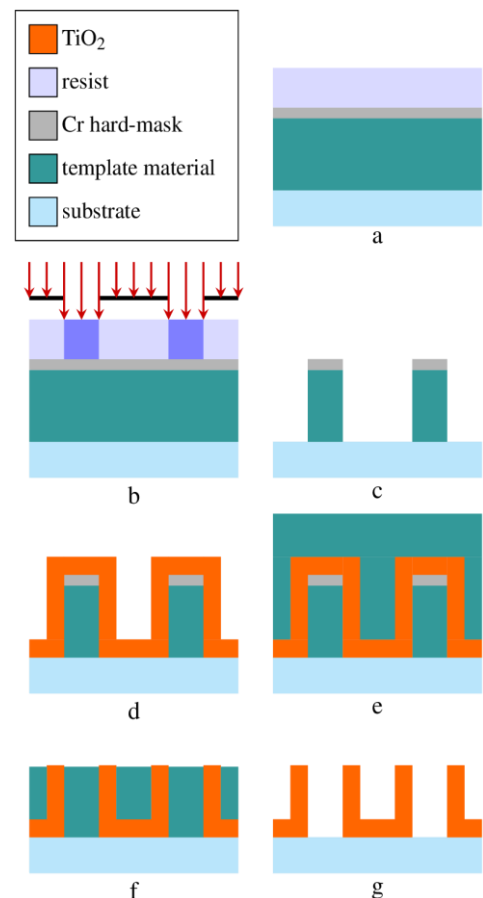 TiO₂
resist
Cr hard-mask
template material
substrate
a
b
c
d
e
f
g